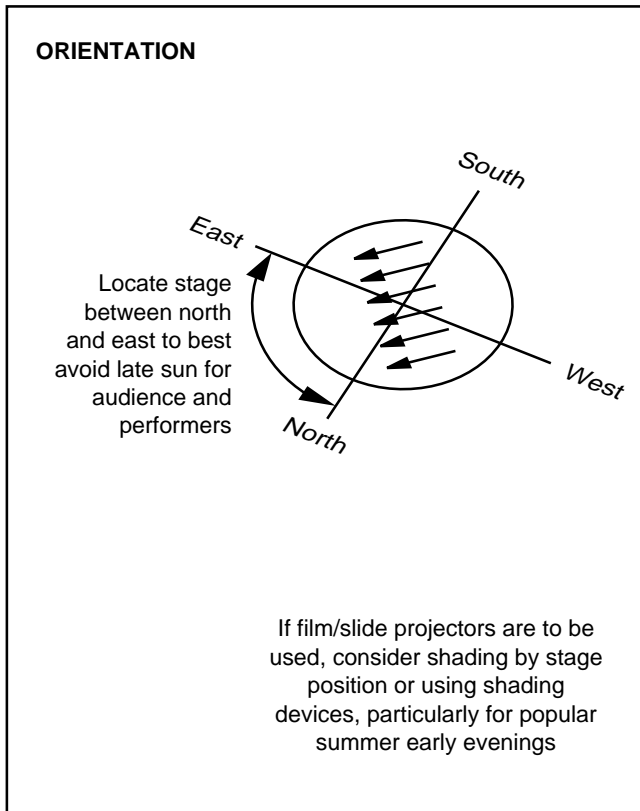 ORIENTATION
South
East
Locate stage
between north
and east to best
avoid late sun for
audience and
performers
West
North
If film/slide projectors are to be
used, consider shading by stage
position or using shading
devices, particularly for popular
summer early evenings